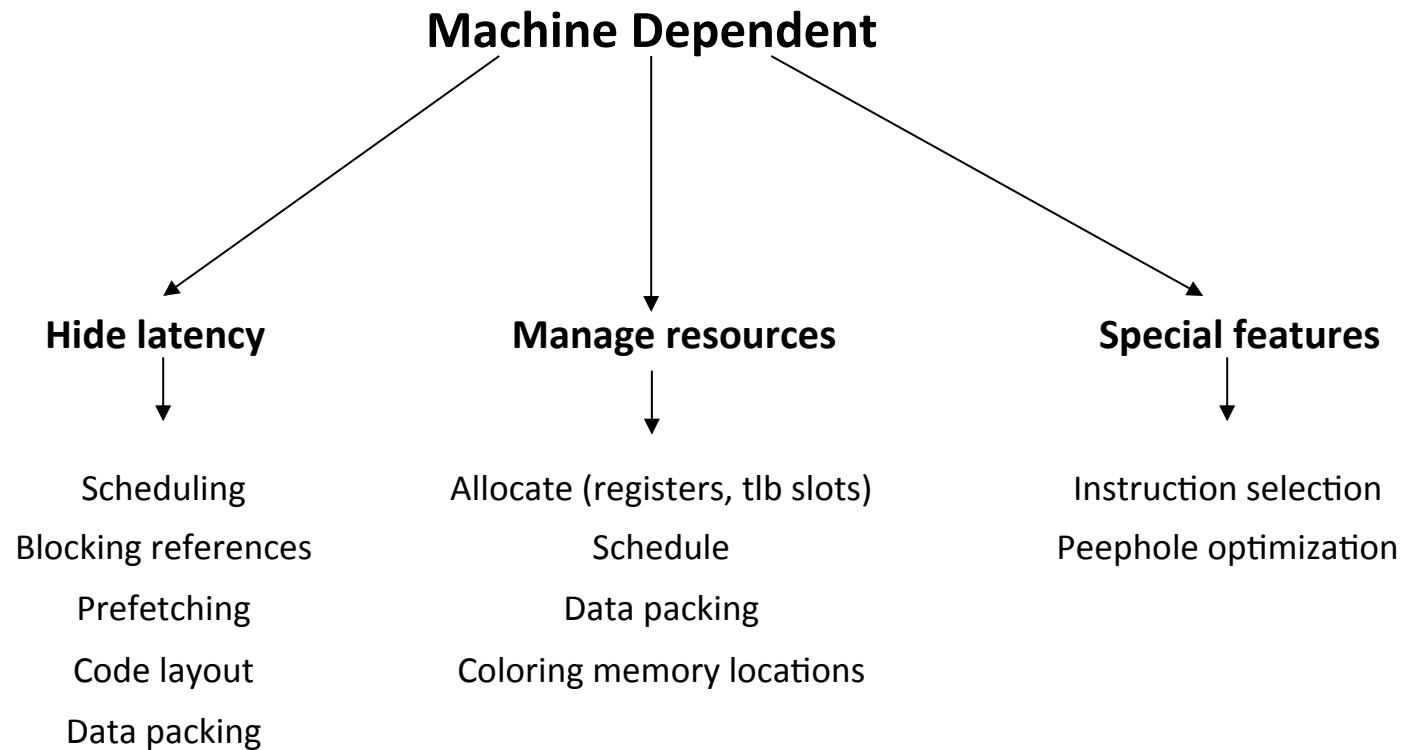 Machine Dependent
Hide latency
Scheduling
Blocking references
Prefetching
Code layout
Data packing
Manage resources
Allocate (registers, tlb slots)
Schedule
Data packing
Coloring memory locations
Special features
Instruction selection
Peephole optimization